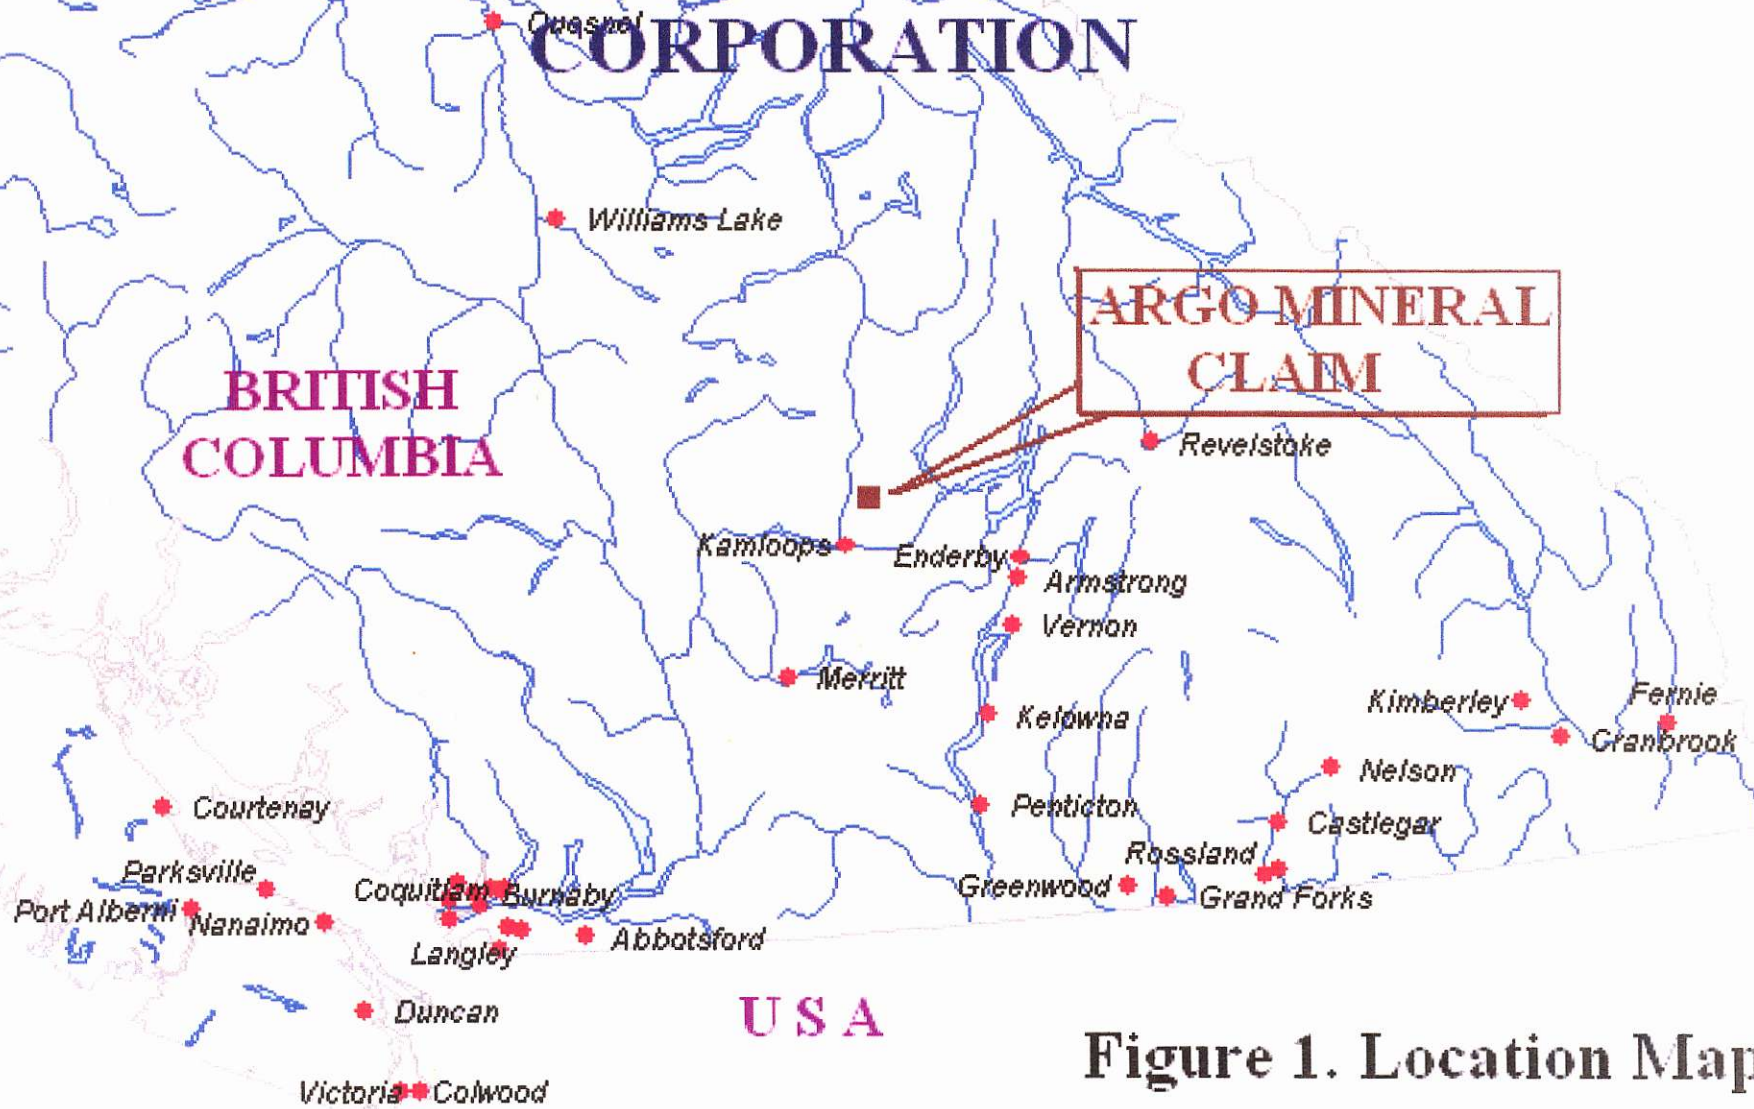 Quesnel
CORPORATION
Williams Lake
ARGO MINERAL
CLAIM
BRITISH
COLUMBIA
Revelstoke
Kamloops
Enderby
Armstrong
Vernon
Merritt
Kelowna
Kimberley
Fernie
Cranbrook
Nelson
Penticton
Castlegar
Courtenay
Rossland
Parksville
Coquitlam
Burnaby
Greenwood
Grand Forks
Port Alberni
Nanaimo
Abbotsford
Langley
Duncan
U S A
Figure 1. Location Map
Victoria
Colwood